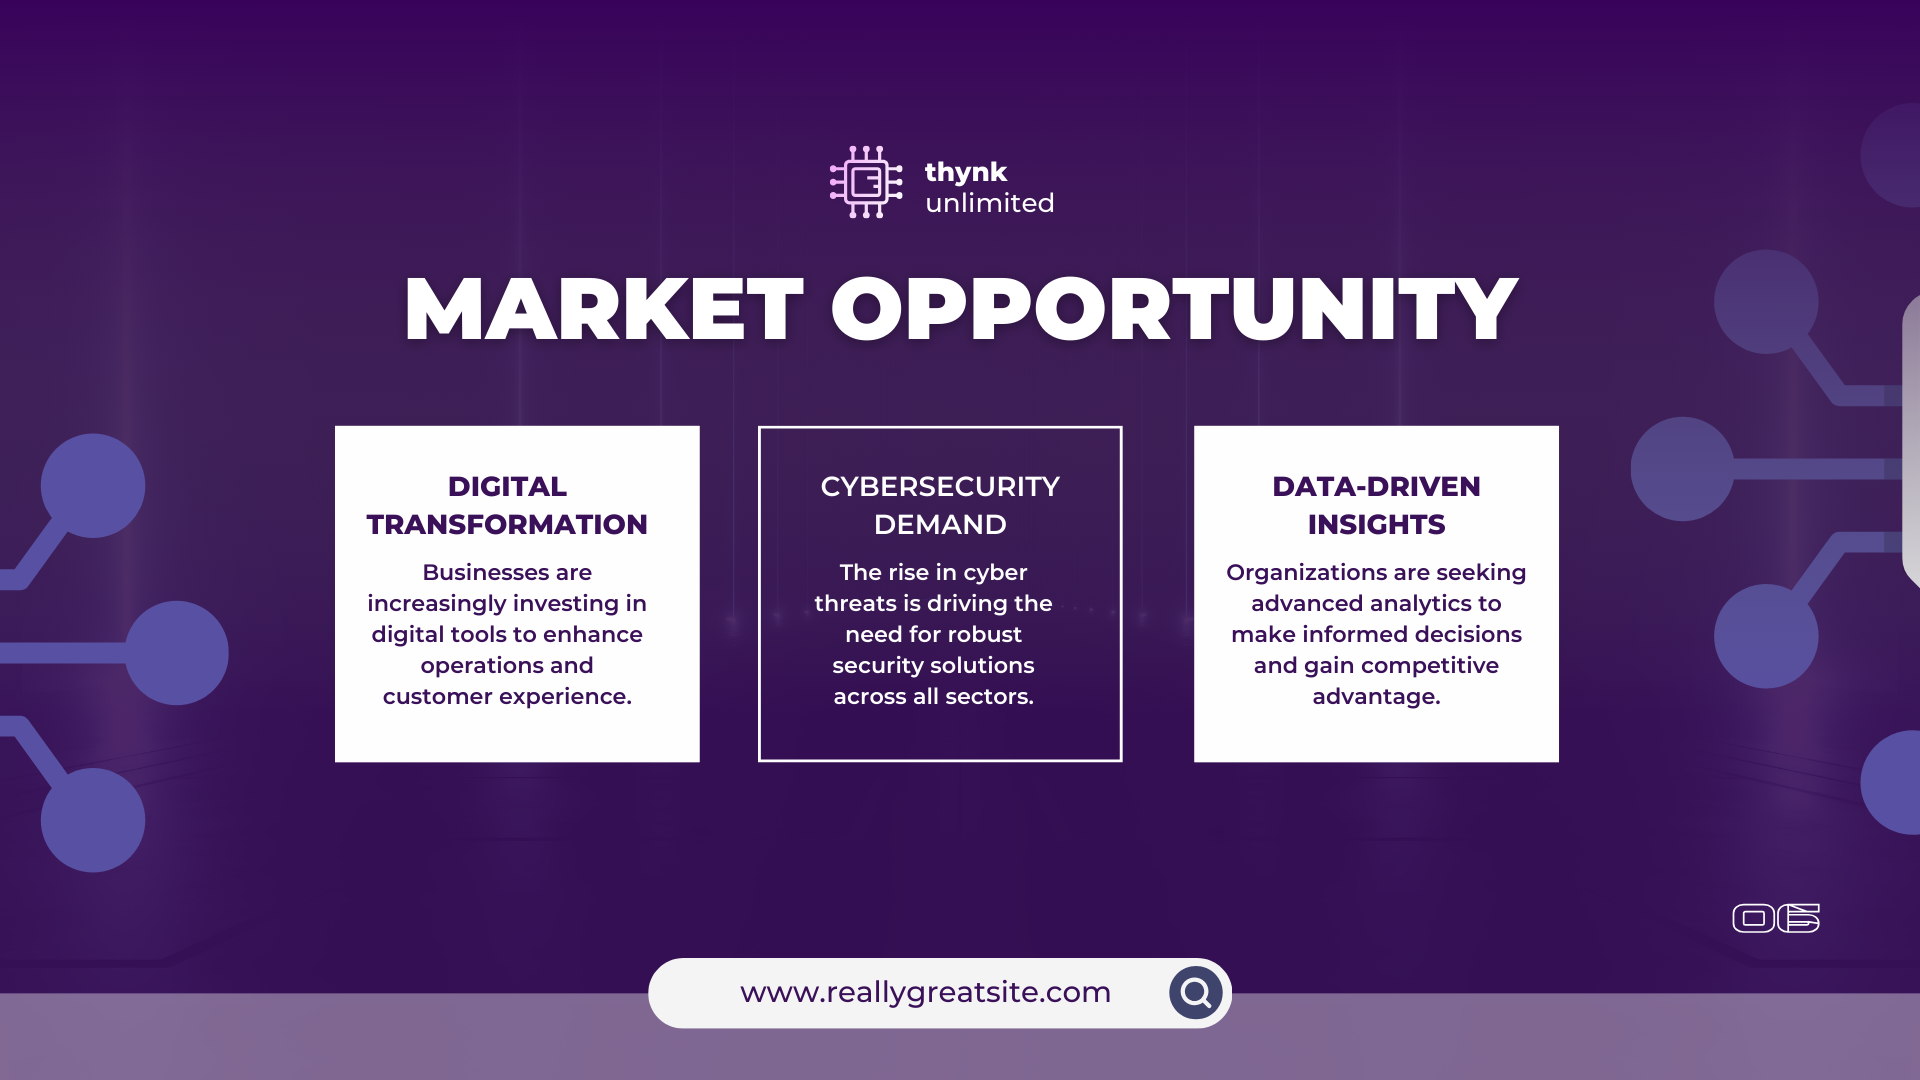 thynk
unlimited
MARKET OPPORTUNITY
DIGITAL
TRANSFORMATION
Businesses are
increasingly investing in
digital tools to enhance
operations and
customer experience.
CYBERSECURITY
DEMAND
The rise in cyber
threats is driving the
need for robust
security solutions
across all sectors.
DATA-DRIVEN
INSIGHTS
Organizations are seeking
advanced analytics to
make informed decisions
and gain competitive
advantage.
06
www.reallygreatsite.com